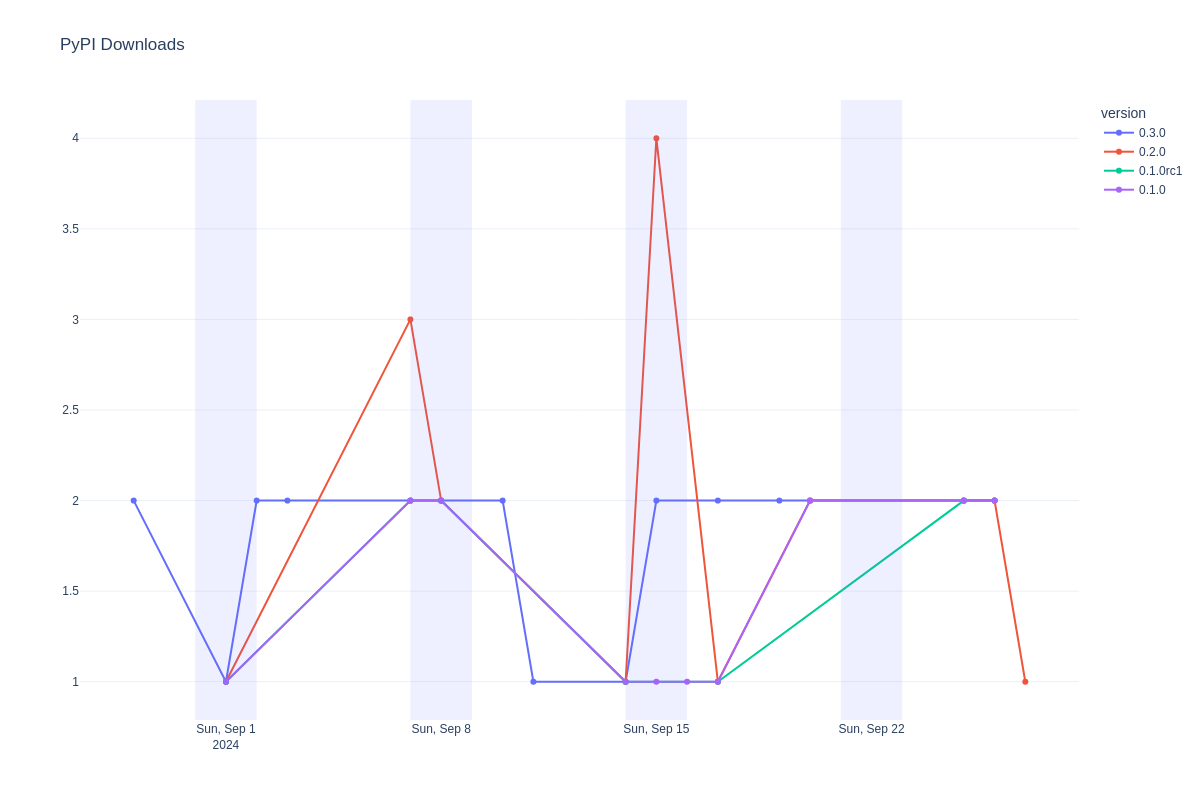 PyPI Downloads
version
0.3.0
0.2.0
0.1.0rc1
0.1.0
4
3.5
3
2.5
2
1.5
1
Sun, Sep 1
2024
Sun, Sep 8
Sun, Sep 15
Sun, Sep 22